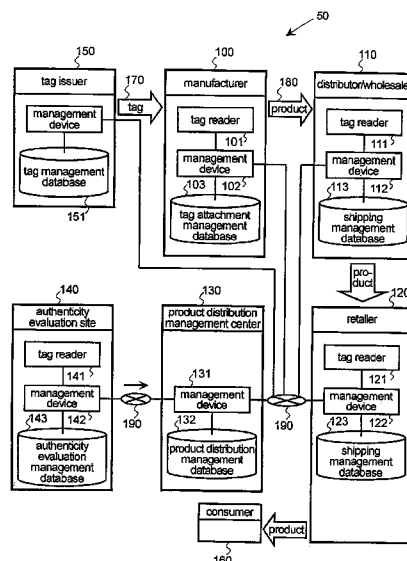 50
150
tag issuer
management
device
tag management
database
151
170
tag
100
manufacturer
tag reader
101
management
device
103
102
tag attachment
management
database
180
product
110
distributor/wholesaler
tag reader
111
management
device
113
112
shipping
management
database
pro-
duct
140
authenticity
evaluation site
tag reader
141
management
device
143
142
authenticity
evaluation
management
database
190
130
product distribution
management center
131
management
device
132
product distribution
management
database
190
120
retailer
tag reader
121
management
device
123
122
shipping
management
database
consumer
160
product